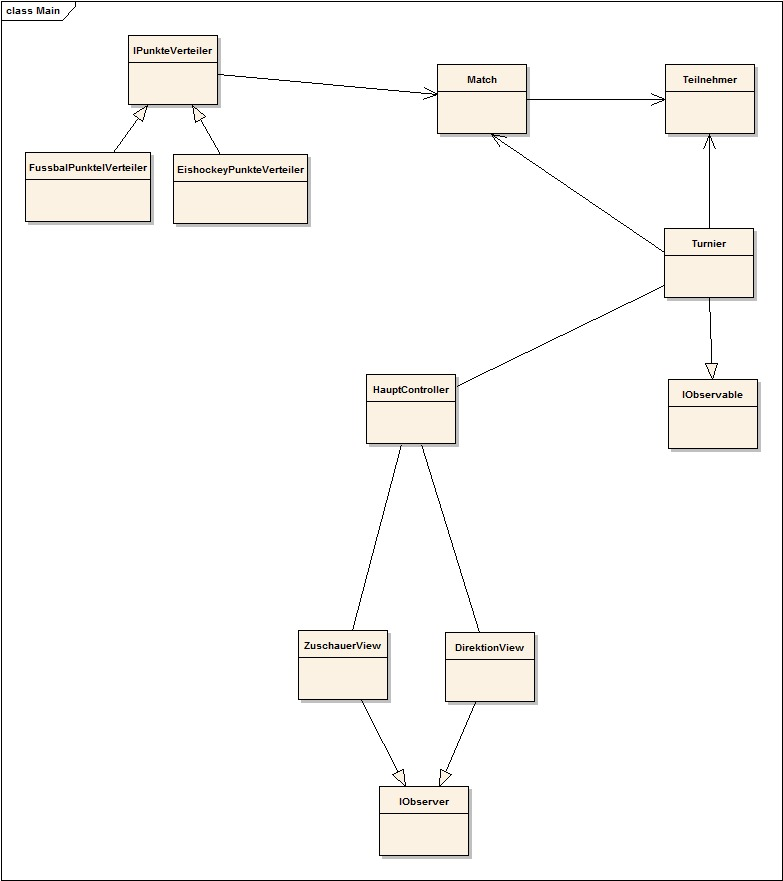 class Main
IPunkteVerteiler
Match
Teilnehmer
FussbalPunktelVerteiler
EishockeyPunkteVerteiler
Turnier
HauptController
IObservable
ZuschauerView
DirektionView
IObserver